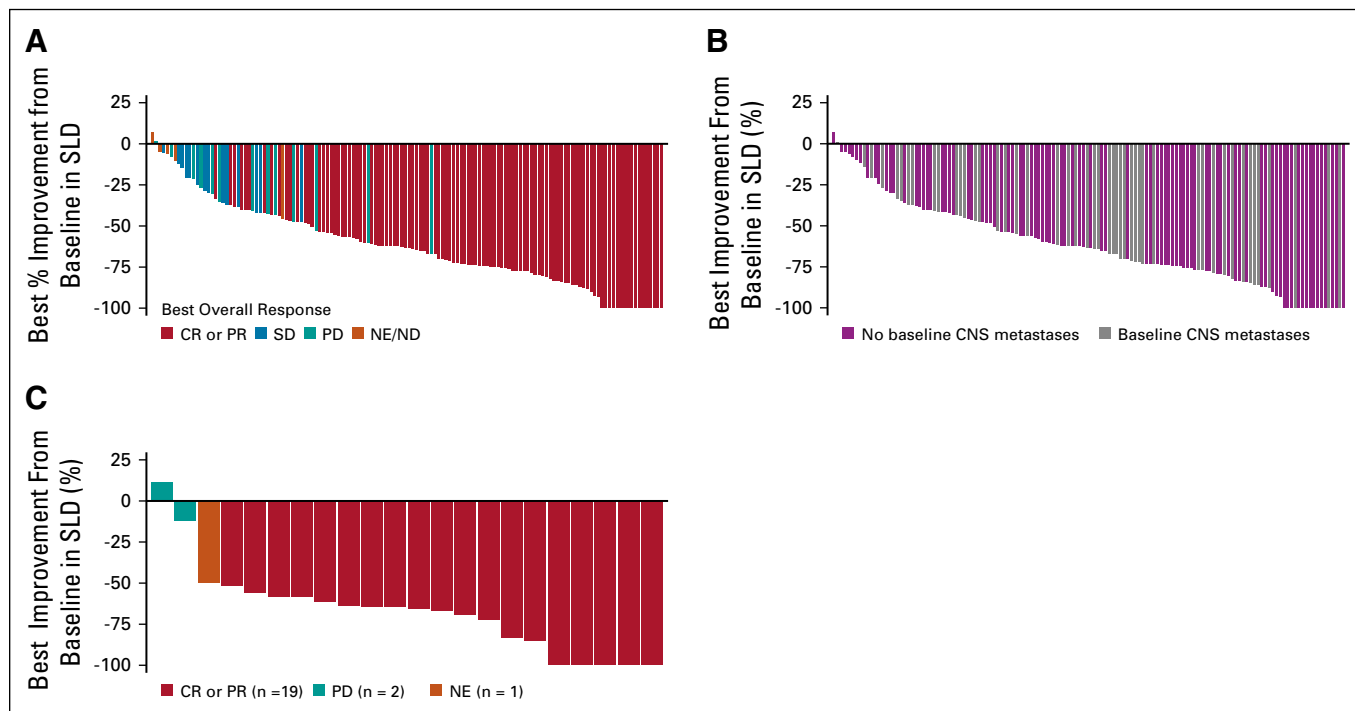 A
Best % Improvement from
Baseline in SLD
25
0
-25
-50
-75
-100
Best Overall Response
CR or PR SD PD NE/ND
B
Best Improvement From
Baseline in SLD (%)
25
0
-25
-50
-75
-100
No baseline CNS metastases Baseline CNS metastases
C
Best Improvement From
Baseline in SLD (%)
25
0
-25
-50
-75
-100
CR or PR (n =19) PD (n = 2) NE (n = 1)